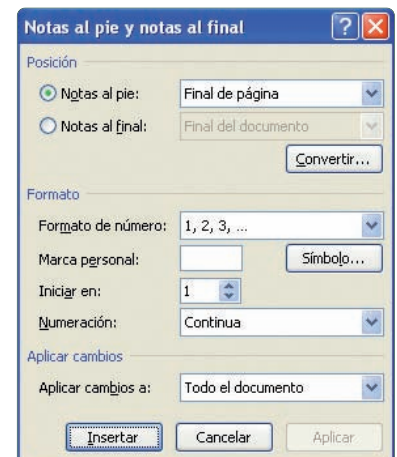 Notas al pie y notas al final
Posición
Notas al pie: Final de página
Notas al final: Final del documento
Convertir...
Formato
Formato de número: 1, 2, 3, ...
Marca personal: Símbolo...
Iniciar en: 1
Numeración: Continua
Aplicar cambios
Aplicar cambios a: Todo el documento
Insertar Cancelar Aplicar